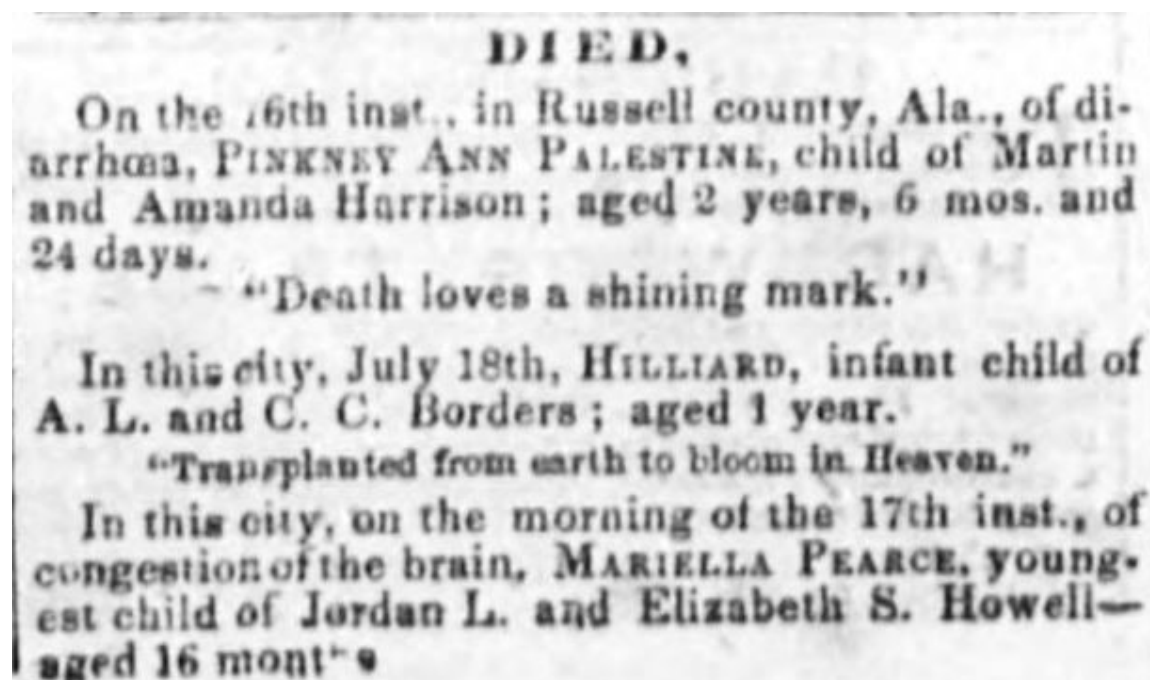 DIED,
On the 16th inst., in Russell county, Ala., of di-
arrhœa, PINKNEY ANN PALESTINE, child of Martin
and Amanda Harrison; aged 2 years, 6 mos. and
24 days.
"Death loves a shining mark."
In this city, July 18th, HILLIARD, infant child of
A. L. and C. C. Borders; aged 1 year.
"Transplanted from earth to bloom in Heaven."
In this city, on the morning of the 17th inst., of
congestion of the brain, MARIELLA PEARCE, young-
est child of Jordan L. and Elizabeth S. Howell—
aged 16 months